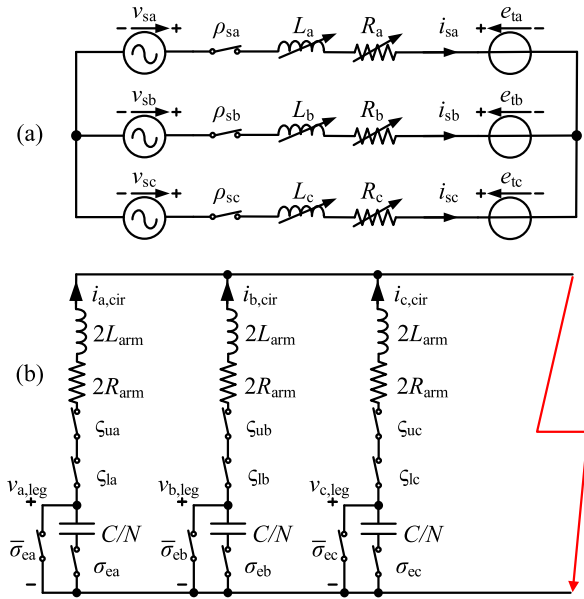 v_sa e_ta
- + ρ_sa L_a R_a i_sa + -
v_sb e_tb
(a) - + ρ_sb L_b R_b i_sb + -
v_sc e_tc
- + ρ_sc L_c R_c i_sc + -
i_a,cir i_b,cir i_c,cir
2L_arm 2L_arm 2L_arm
(b) 2R_arm 2R_arm 2R_arm
ς_ua ς_ub ς_uc
ς_la ς_lb ς_lc
v_a,leg v_b,leg v_c,leg
+ + +
σ̅_ea C/N σ̅_eb C/N σ̅_ec C/N
σ_ea σ_eb σ_ec
- - -